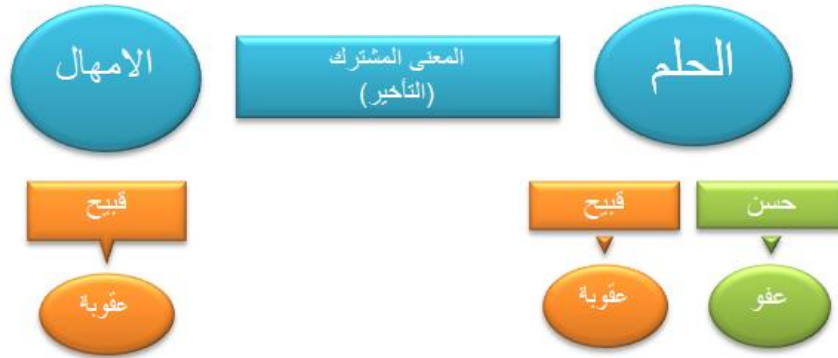 الحلم
المعنى المشترك
(التأخير)
الامهال
حسن
قبيح
قبيح
عفو
عقوبة
عقوبة